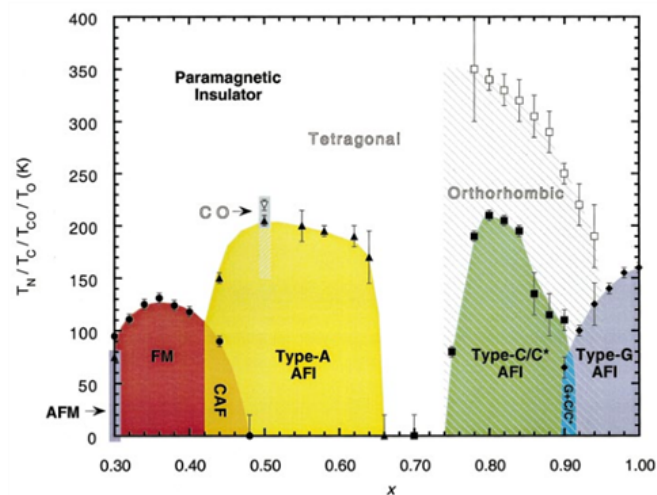 400
350
300
250
200
150
100
50
0
T_N / T_C / T_CO / T_O (K)
Paramagnetic
Insulator
Tetragonal
CO
Orthorhombic
FM
CAF
Type-A
AFI
Type-C/C*
AFI
G+C/C*
Type-G
AFI
AFM
0.30
0.40
0.50
0.60
0.70
0.80
0.90
1.00
x